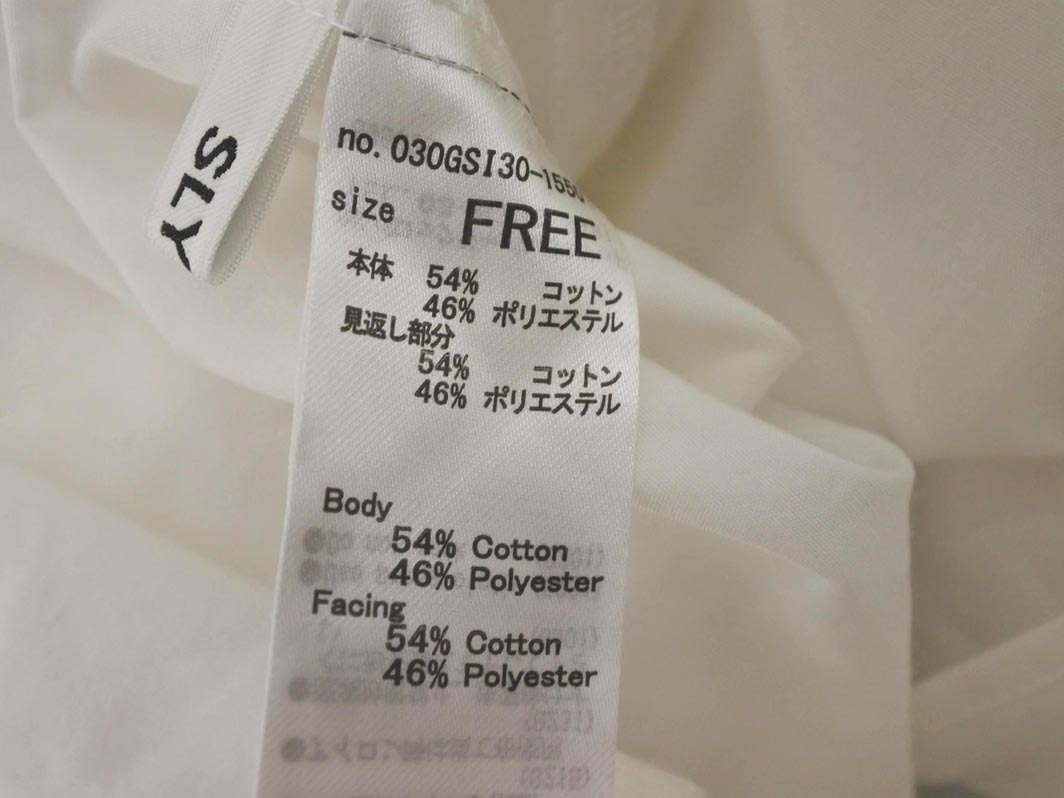 SLY
no. 030GSI30-1550
size FREE
本体 54% コットン
46% ポリエステル
見返し部分
54% コットン
46% ポリエステル
Body
54% Cotton
46% Polyester
Facing
54% Cotton
46% Polyester